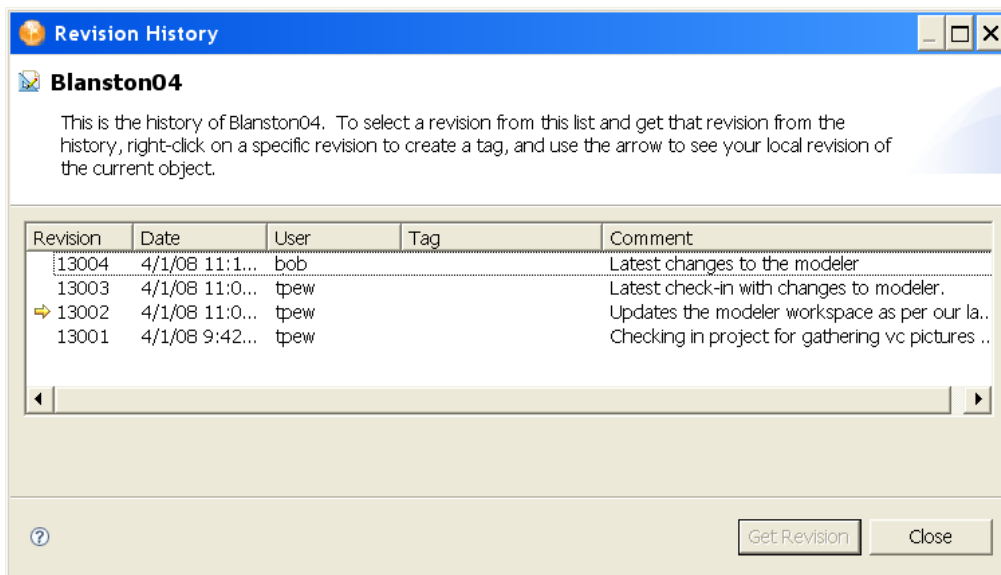 Revision History
Blanston04
This is the history of Blanston04. To select a revision from this list and get that revision from the
history, right-click on a specific revision to create a tag, and use the arrow to see your local revision of
the current object.
Revision Date User Tag Comment
13004 4/1/08 11:1... bob Latest changes to the modeler
13003 4/1/08 11:0... tpew Latest check-in with changes to modeler.
13002 4/1/08 11:0... tpew Updates the modeler workspace as per our la..
13001 4/1/08 9:42... tpew Checking in project for gathering vc pictures ..
Get Revision Close